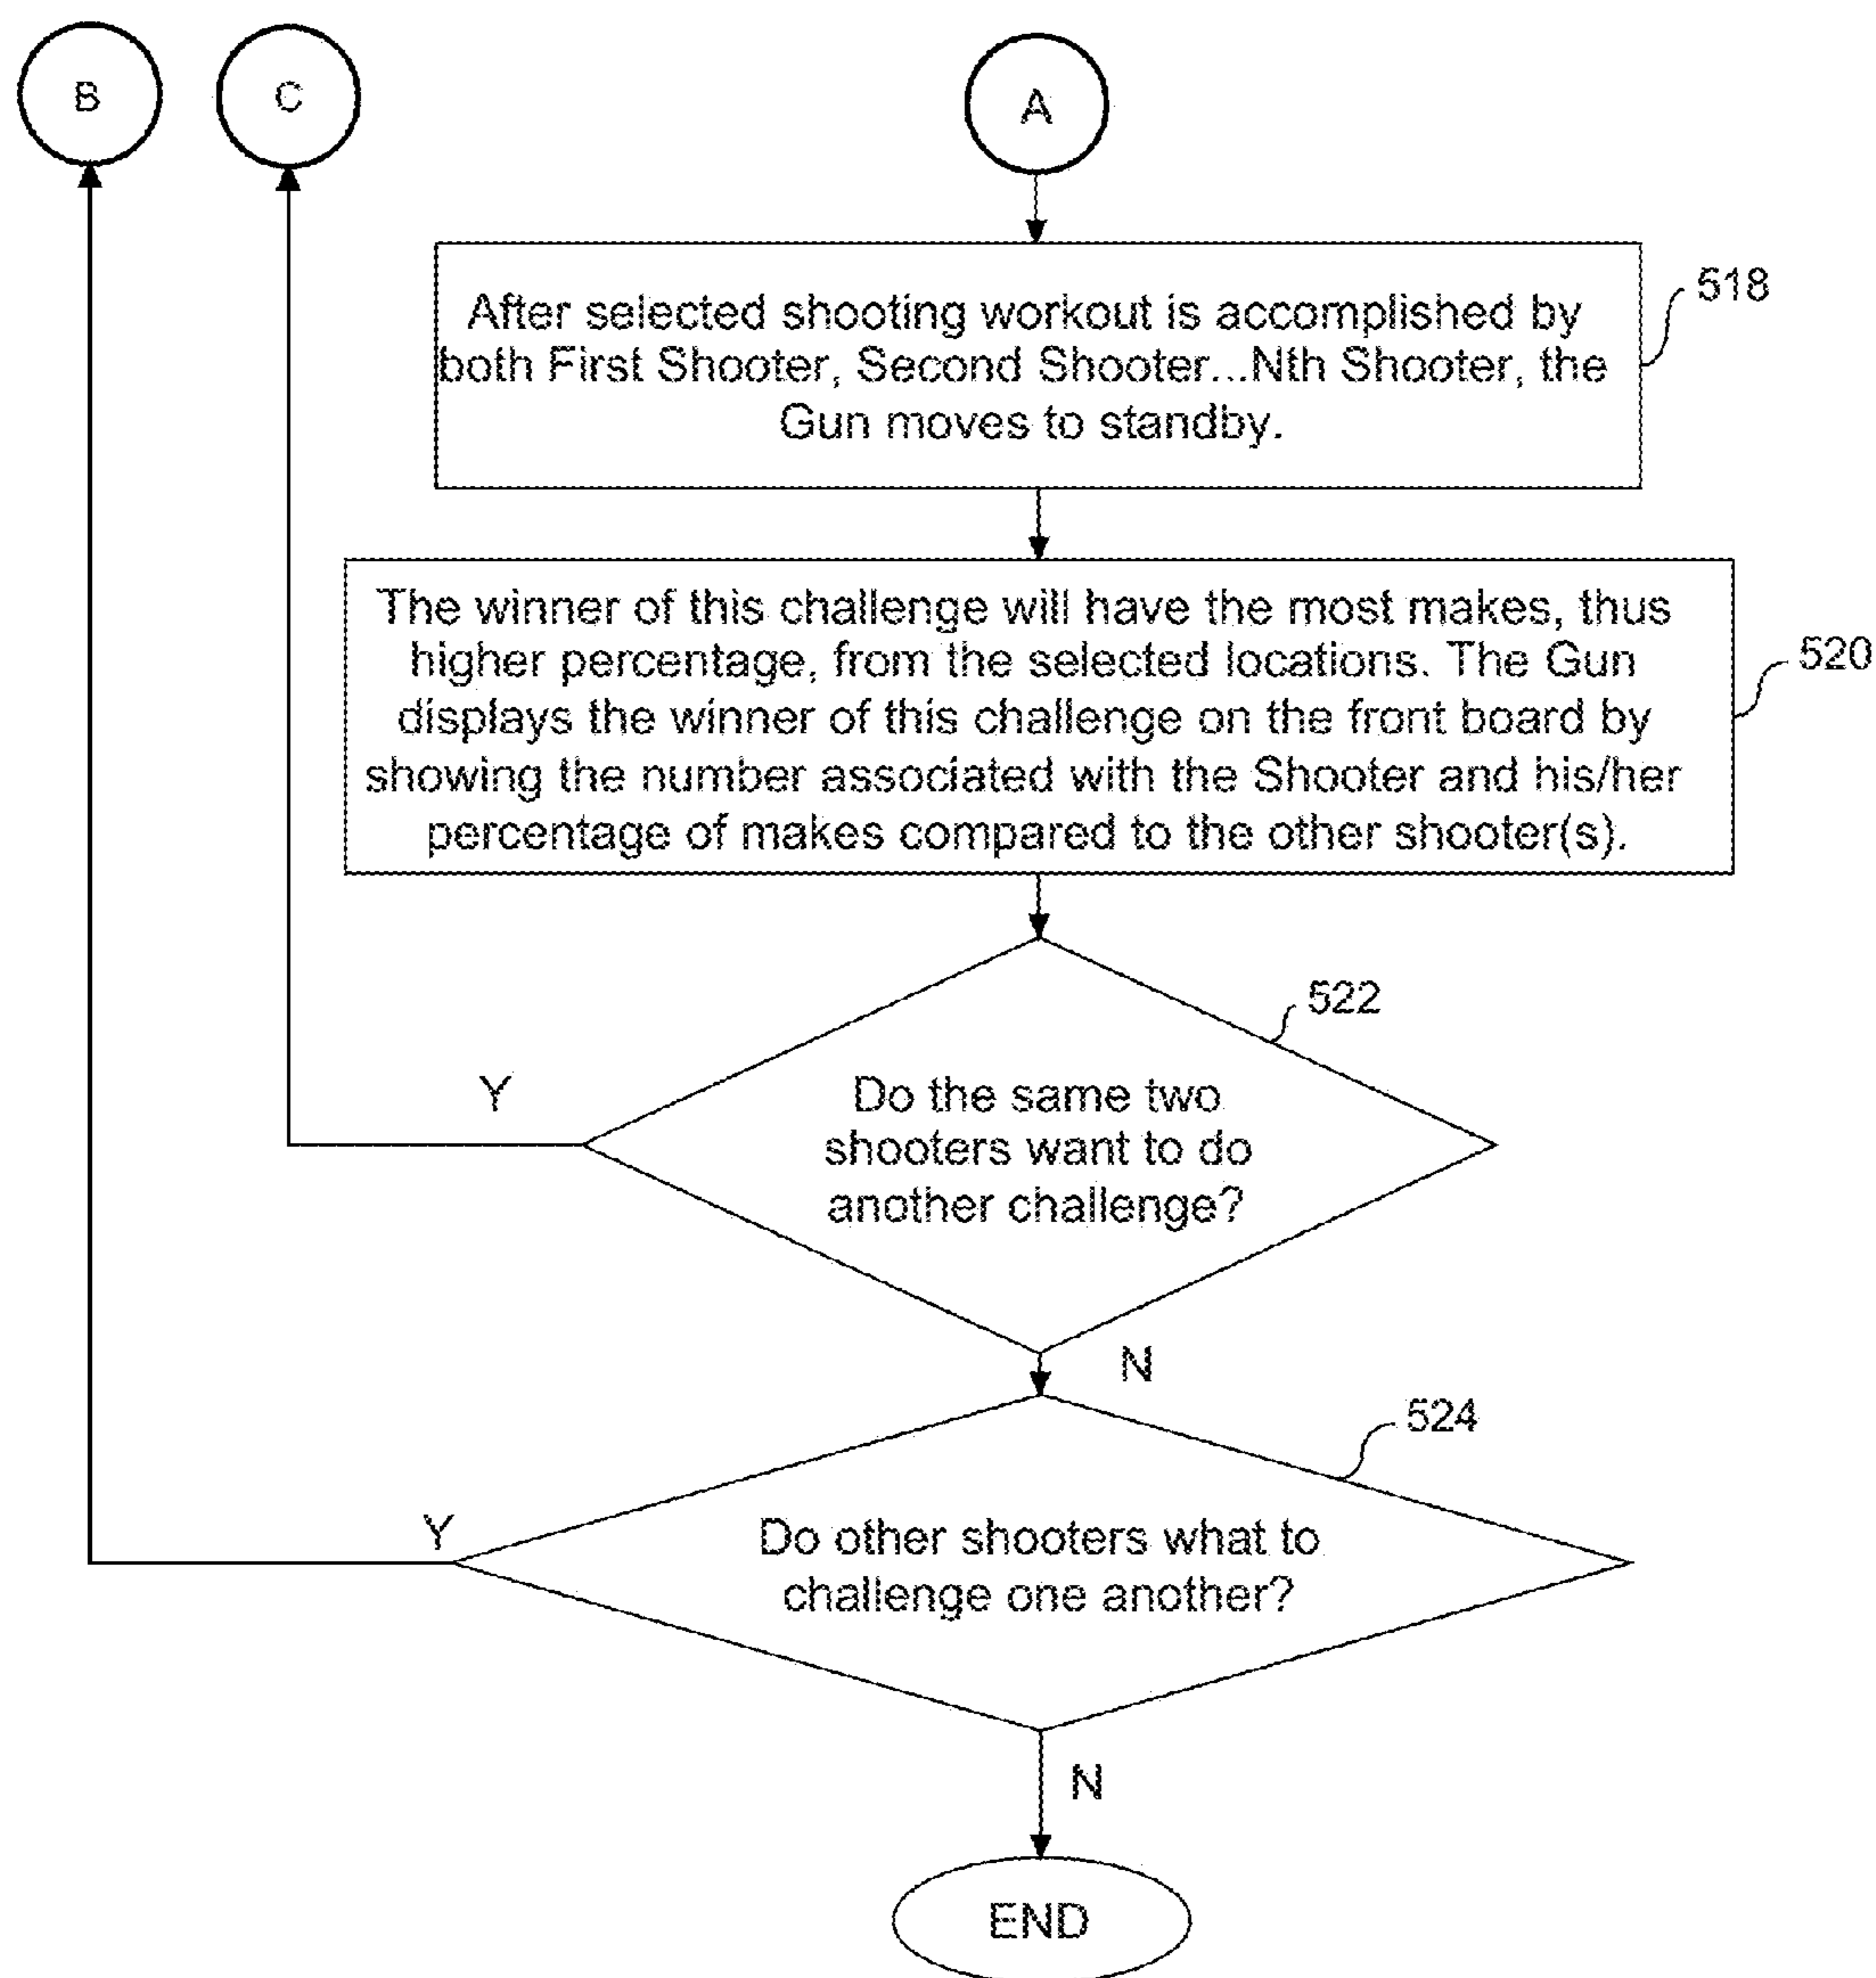 B
C
A
After selected shooting workout is accomplished by
both First Shooter, Second Shooter...Nth Shooter, the
Gun moves to standby.
518
The winner of this challenge will have the most makes, thus
higher percentage, from the selected locations. The Gun
displays the winner of this challenge on the front board by
showing the number associated with the Shooter and his/her
percentage of makes compared to the other shooter(s).
520
522
Y
Do the same two
shooters want to do
another challenge?
N
524
Y
Do other shooters what to
challenge one another?
N
END